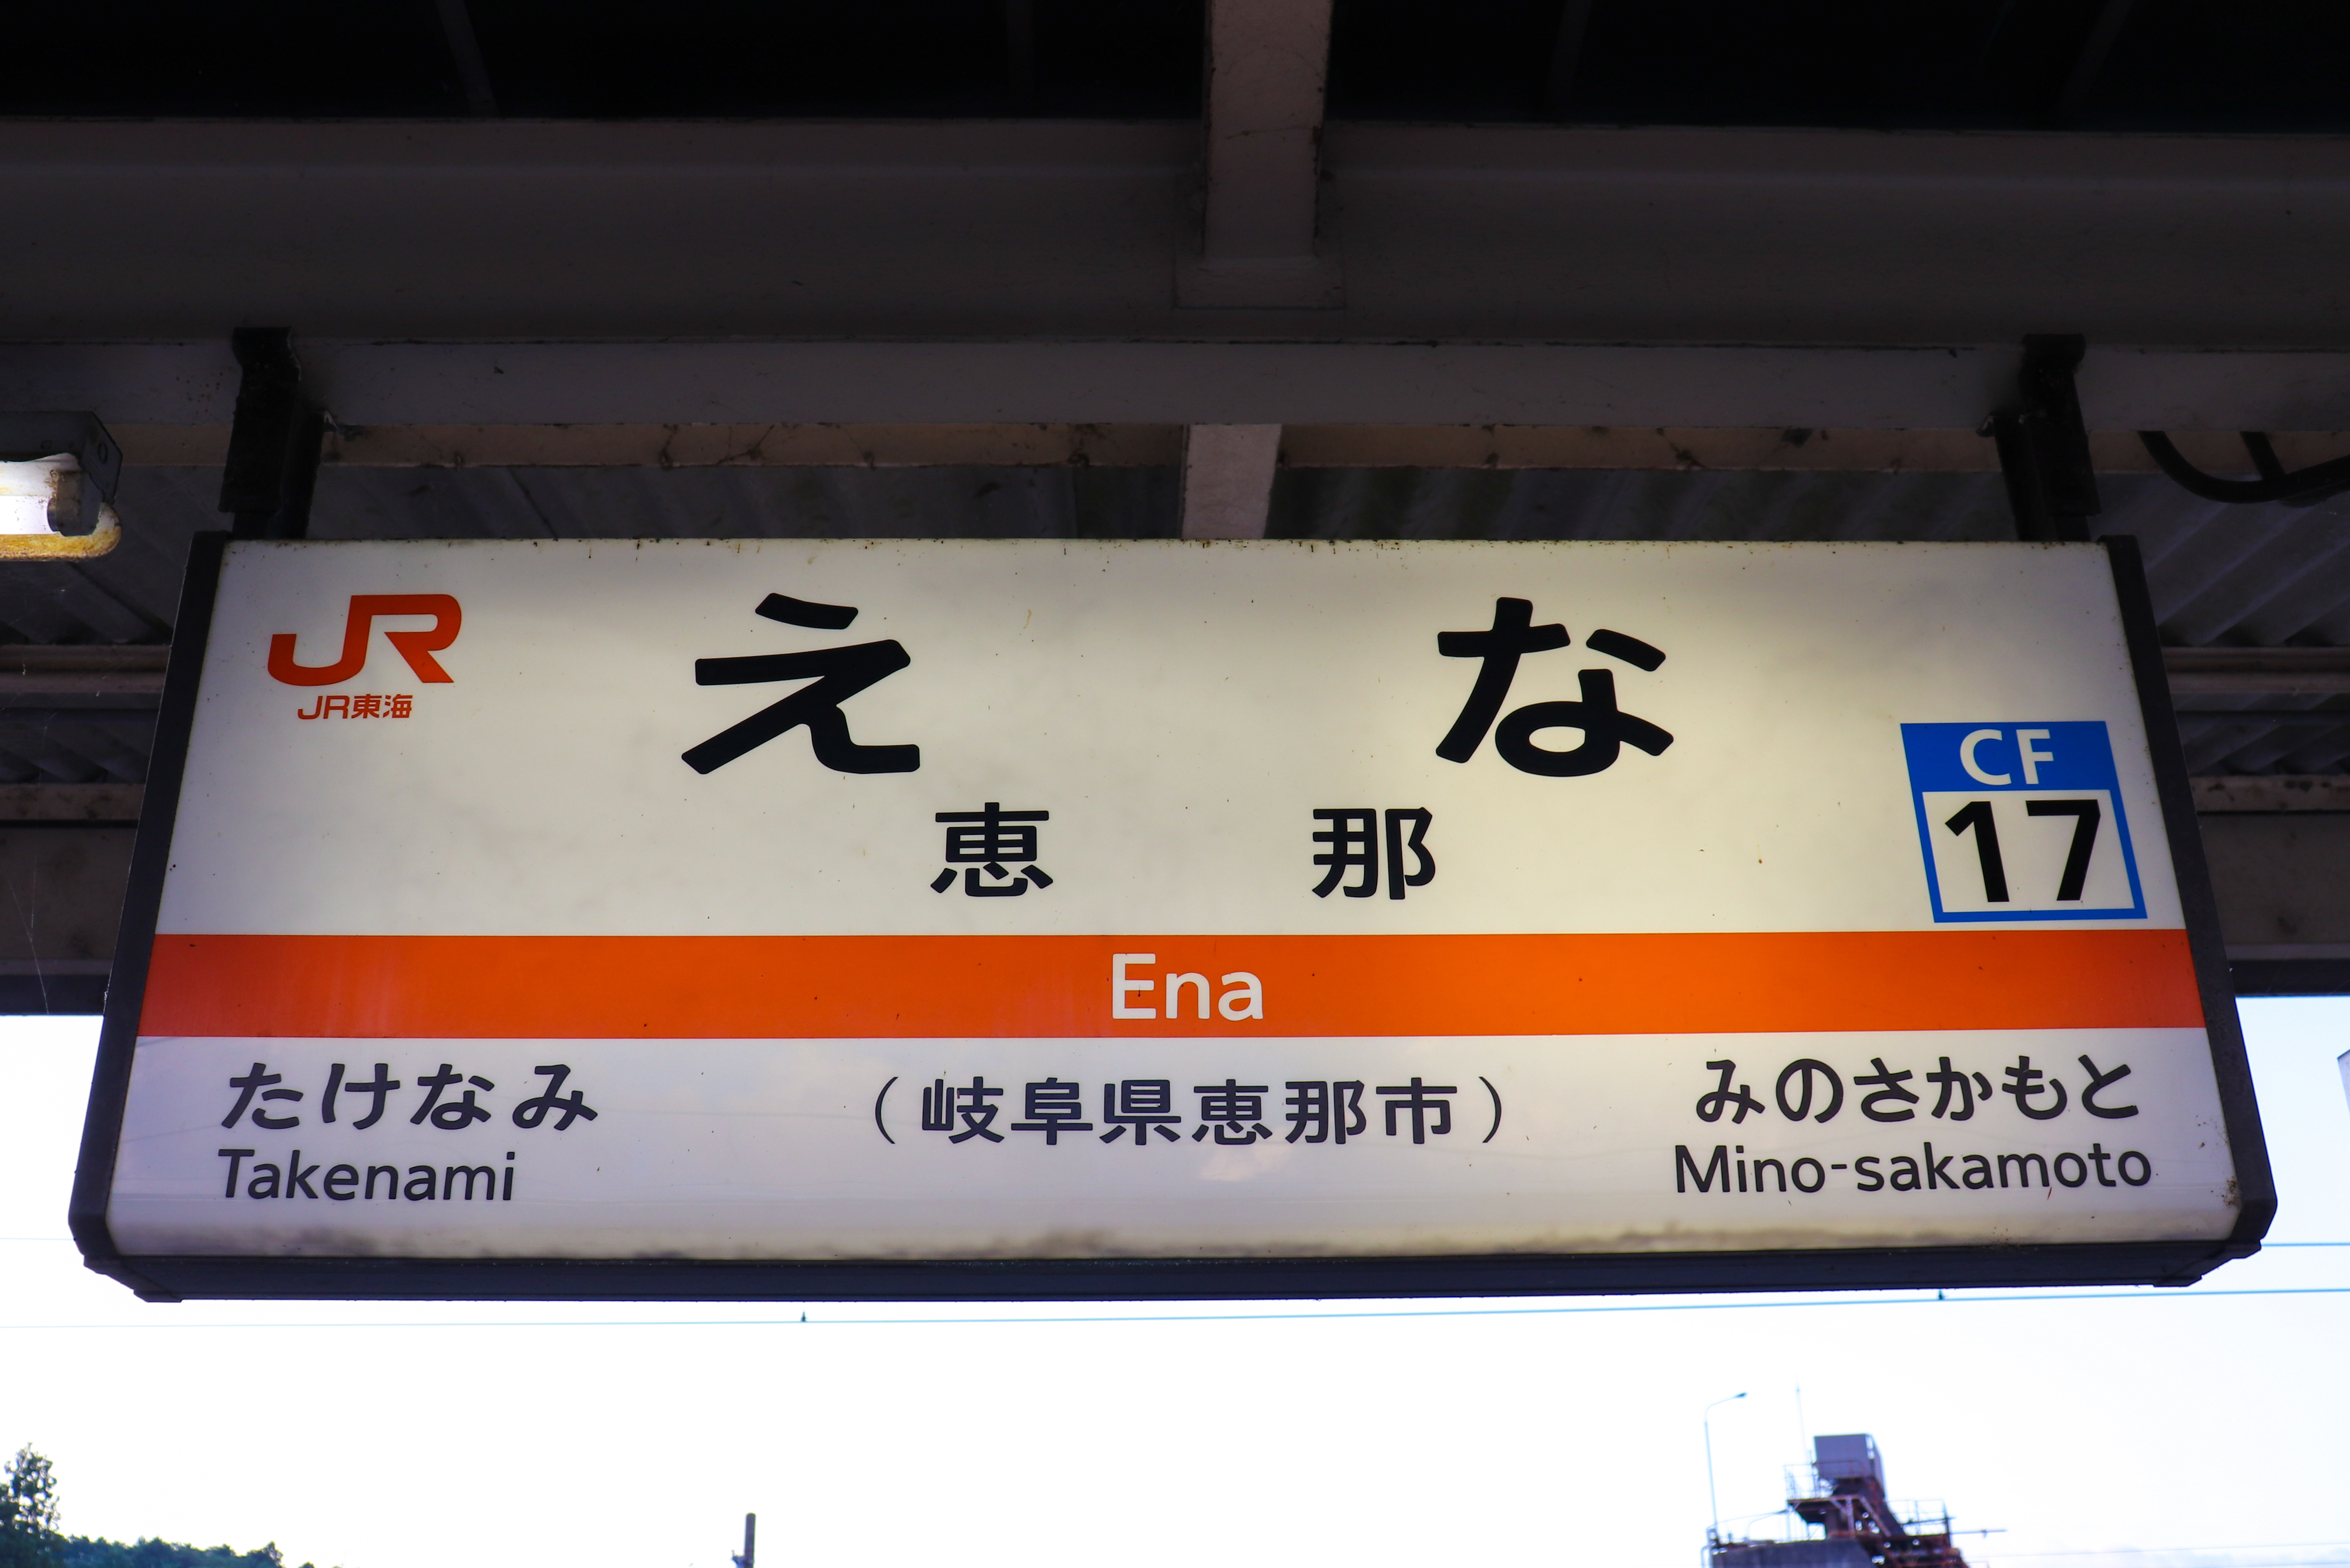 JR
JR東海
えな
恵那
CF
17
Ena
たけなみ
Takenami
（岐阜県恵那市）
みのさかもと
Mino-sakamoto